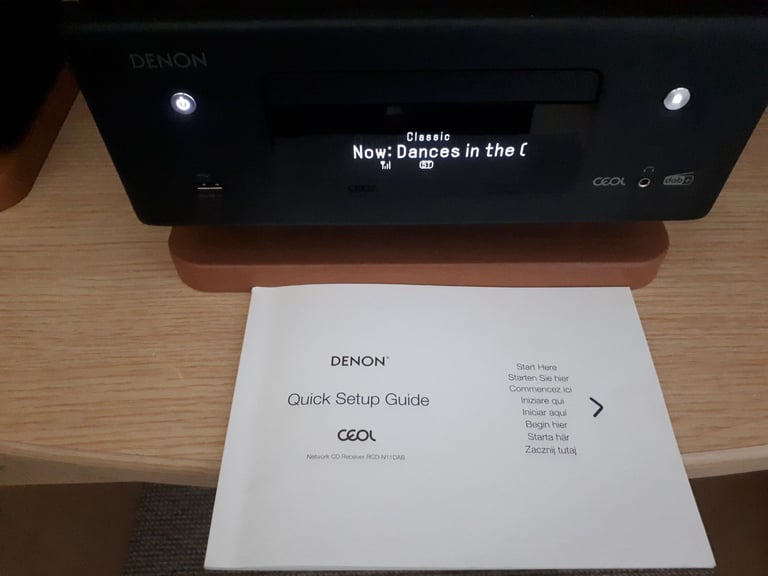 DENON
Classic
Now: Dances in the (
CEOL
dab+
DENON
Quick Setup Guide
CEOL
Network CD Receiver RCD-N11DAB
Start Here
Starten Sie hier
Commencez ici
Iniziare qui
Iniciar aquí
Begin hier
Starta här
Zacznij tutaj